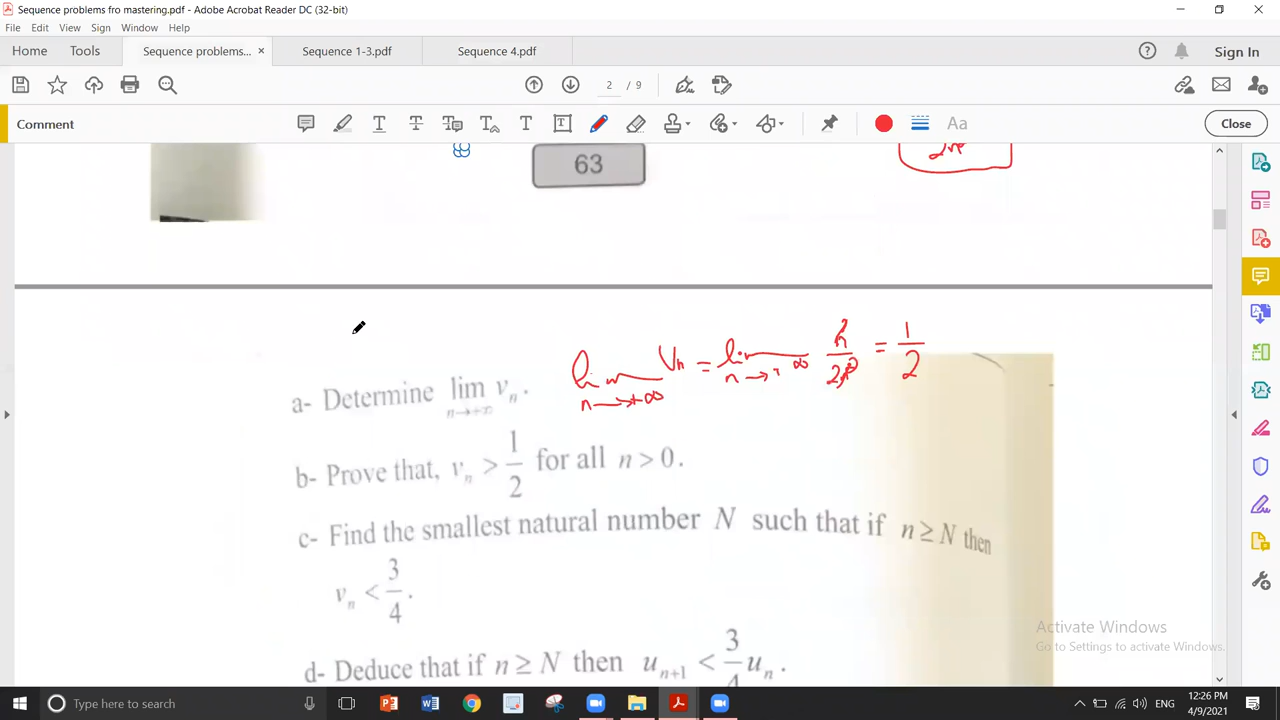 Sequence problems fro mastering.pdf - Adobe Acrobat Reader DC (32-bit)
File Edit View Sign Window Help
Home Tools Sequence problems... × Sequence 1-3.pdf Sequence 4.pdf Sign In
2 / 9
Comment Aa Close
63
lim n→+∞ Vn = lim n→+∞ n/2n = 1/2
a- Determine lim n→+∞ vn.
b- Prove that, vn > 1/2 for all n > 0.
c- Find the smallest natural number N such that if n ≥ N then
vn < 3/4.
d- Deduce that if n ≥ N then un+1 < 3/4 un.
Activate Windows
Go to Settings to activate Windows.
Type here to search
ENG
12:26 PM
4/9/2021